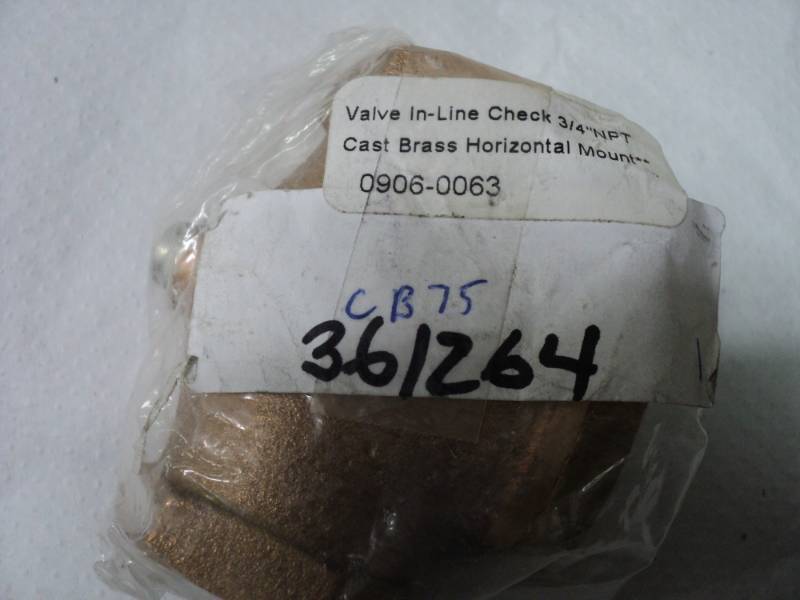 Valve In-Line Check 3/4"NPT
Cast Brass Horizontal Mount**
0906-0063
CB75
361264